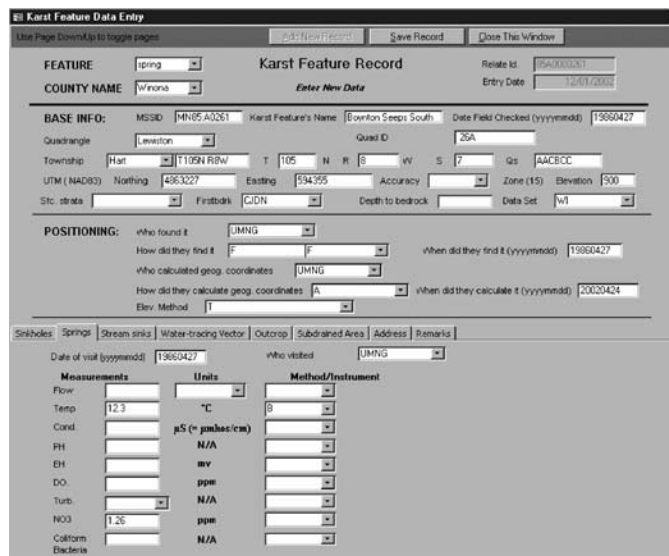 Karst Feature Data Entry
Use Page Down/Up to toggle pages Add New Record Save Record Close This Window
FEATURE spring Karst Feature Record Relate Id. 85A0000261
COUNTY NAME Winona Enter New Data Entry Date 12/01/2002
BASE INFO: MSSID MN85:A0261 Karst Feature's Name Boynton Seeps South Date Field Checked (yyyymmdd) 19860427
Quadrangle Lewiston Quad ID 26A
Township Hart T105N R8W T 105 N R 8 W S 7 Qs AACBCC
UTM ( NAD83) Northing 4863227 Easting 594355 Accuracy Zone (15) Elevation 900
Sfc. strata Firstbdrk CJDN Depth to bedrock Data Set WI
POSITIONING: Who found it UMNG
How did they find it F F When did they find it (yyyymmdd) 19860427
Who calculated geog. coordinates UMNG
How did they calculate geog. coordinates A When did they calculate it (yyyymmdd) 20020424
Elev. Method T
Sinkholes Springs Stream sinks Water-tracing Vector Outcrop Subdrained Area Address Remarks
Date of visit (yyyymmdd) 19860427 Who visited UMNG
Measurements Units Method/Instrument
Flow
Temp 12.3 °C 8
Cond. µS (= µmhos/cm)
PH N/A
EH mv
DO. ppm
Turb. N/A
NO3 1.26 ppm
Coliform N/A
Bacteria